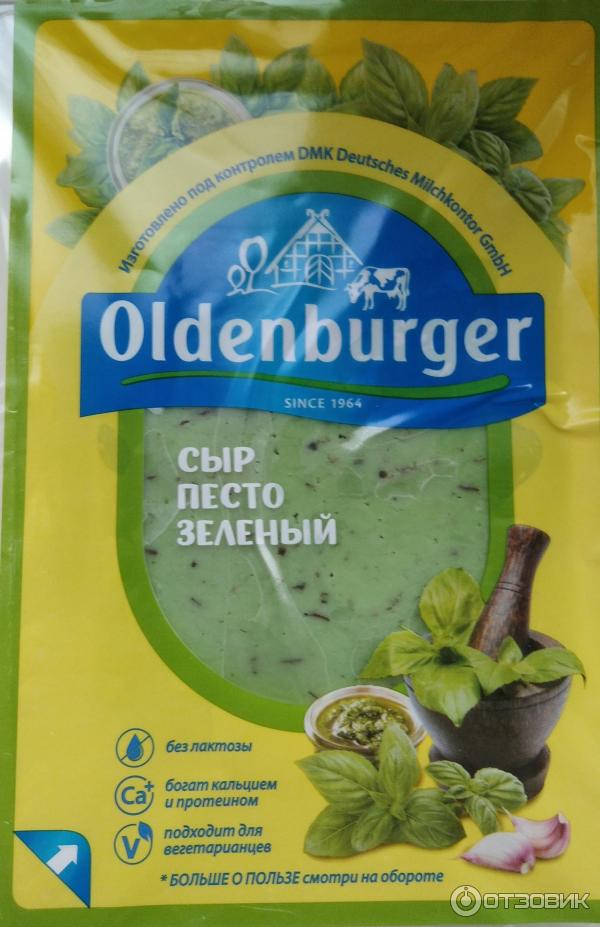 Изготовлено под контролем DMK Deutsches Milchkontor GmbH
Oldenburger
SINCE 1964
СЫР
ПЕСТО
ЗЕЛЕНЫЙ
без лактозы
Ca+
богат кальцием
и протеином
V
подходит для
вегетарианцев
* БОЛЬШЕ О ПОЛЬЗЕ смотри на обороте
ОТЗОВИК